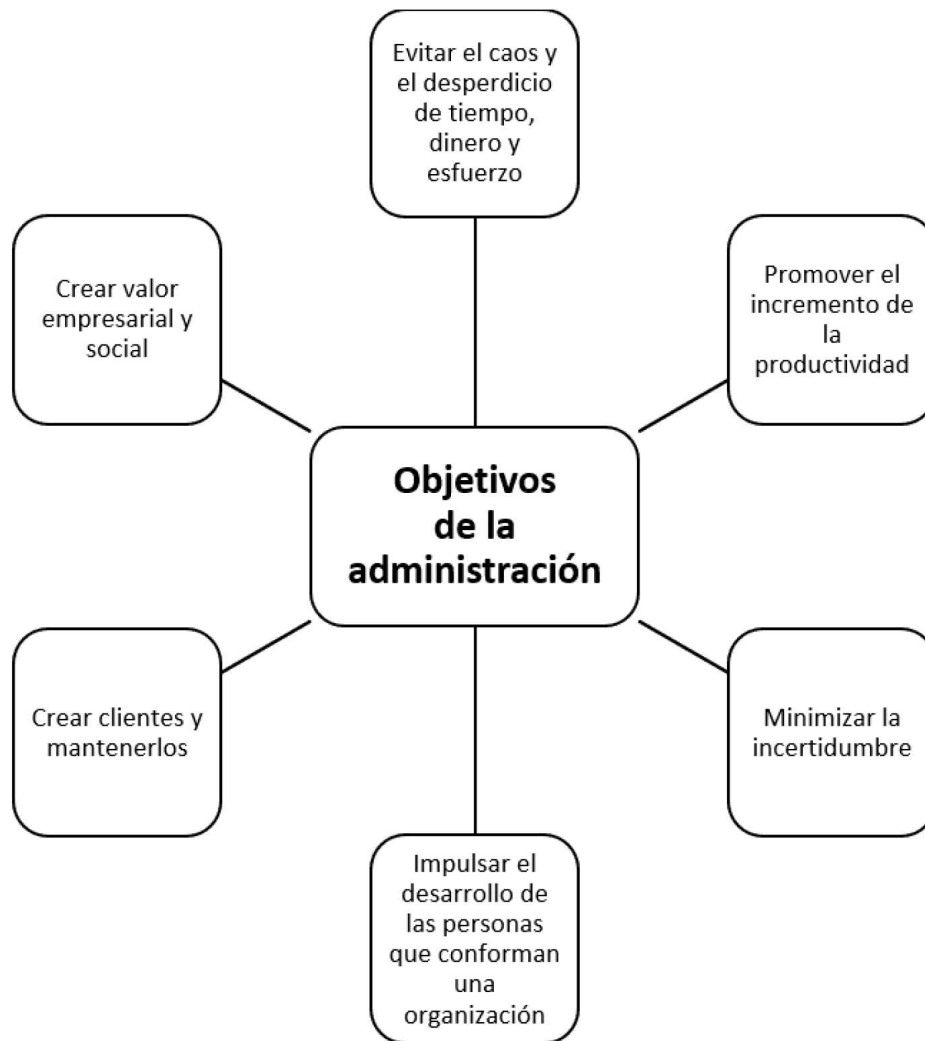 Evitar el caos y
el desperdicio
de tiempo,
dinero y
esfuerzo
Crear valor
empresarial y
social
Promover el
incremento de
la
productividad
Objetivos
de la
administración
Crear clientes y
mantenerlos
Minimizar la
incertidumbre
Impulsar el
desarrollo de
las personas
que conforman
una
organización